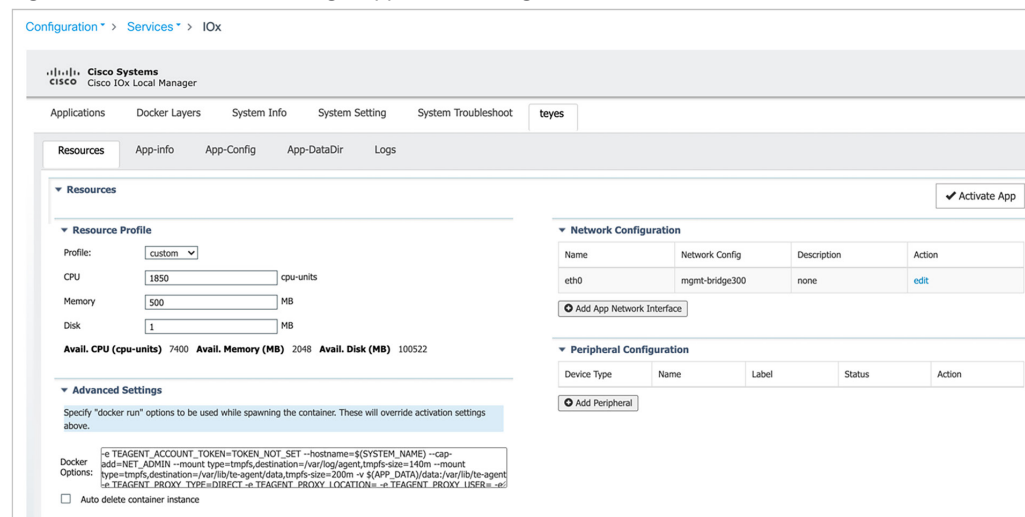 Configuration > Services > IOx
Cisco Systems
CISCO Cisco IOx Local Manager
Applications Docker Layers System Info System Setting System Troubleshoot teyes
Resources App-info App-Config App-DataDir Logs
Resources
Activate App
Resource Profile
Profile: custom
CPU 1850 cpu-units
Memory 500 MB
Disk 1 MB
Avail. CPU (cpu-units) 7400 Avail. Memory (MB) 2048 Avail. Disk (MB) 100522
Advanced Settings
Specify "docker run" options to be used while spawning the container. These will override activation settings
above.
Docker
Options:
-e TEAGENT_ACCOUNT_TOKEN=TOKEN_NOT_SET --hostname=$(SYSTEM_NAME) --cap-
add=NET_ADMIN --mount type=tmpfs,destination=/var/log/agent,tmpfs-size=140m --mount
type=tmpfs,destination=/var/lib/te-agent/data,tmpfs-size=200m -v $(APP_DATA)/data:/var/lib/te-agent
-e TEAGENT_PROXY_TYPE=DIRECT -e TEAGENT_PROXY_LOCATION= -e TEAGENT_PROXY_USER= -e
Auto delete container instance
Network Configuration
Name Network Config Description Action
eth0 mgmt-bridge300 none edit
Add App Network Interface
Peripheral Configuration
Device Type Name Label Status Action
Add Peripheral